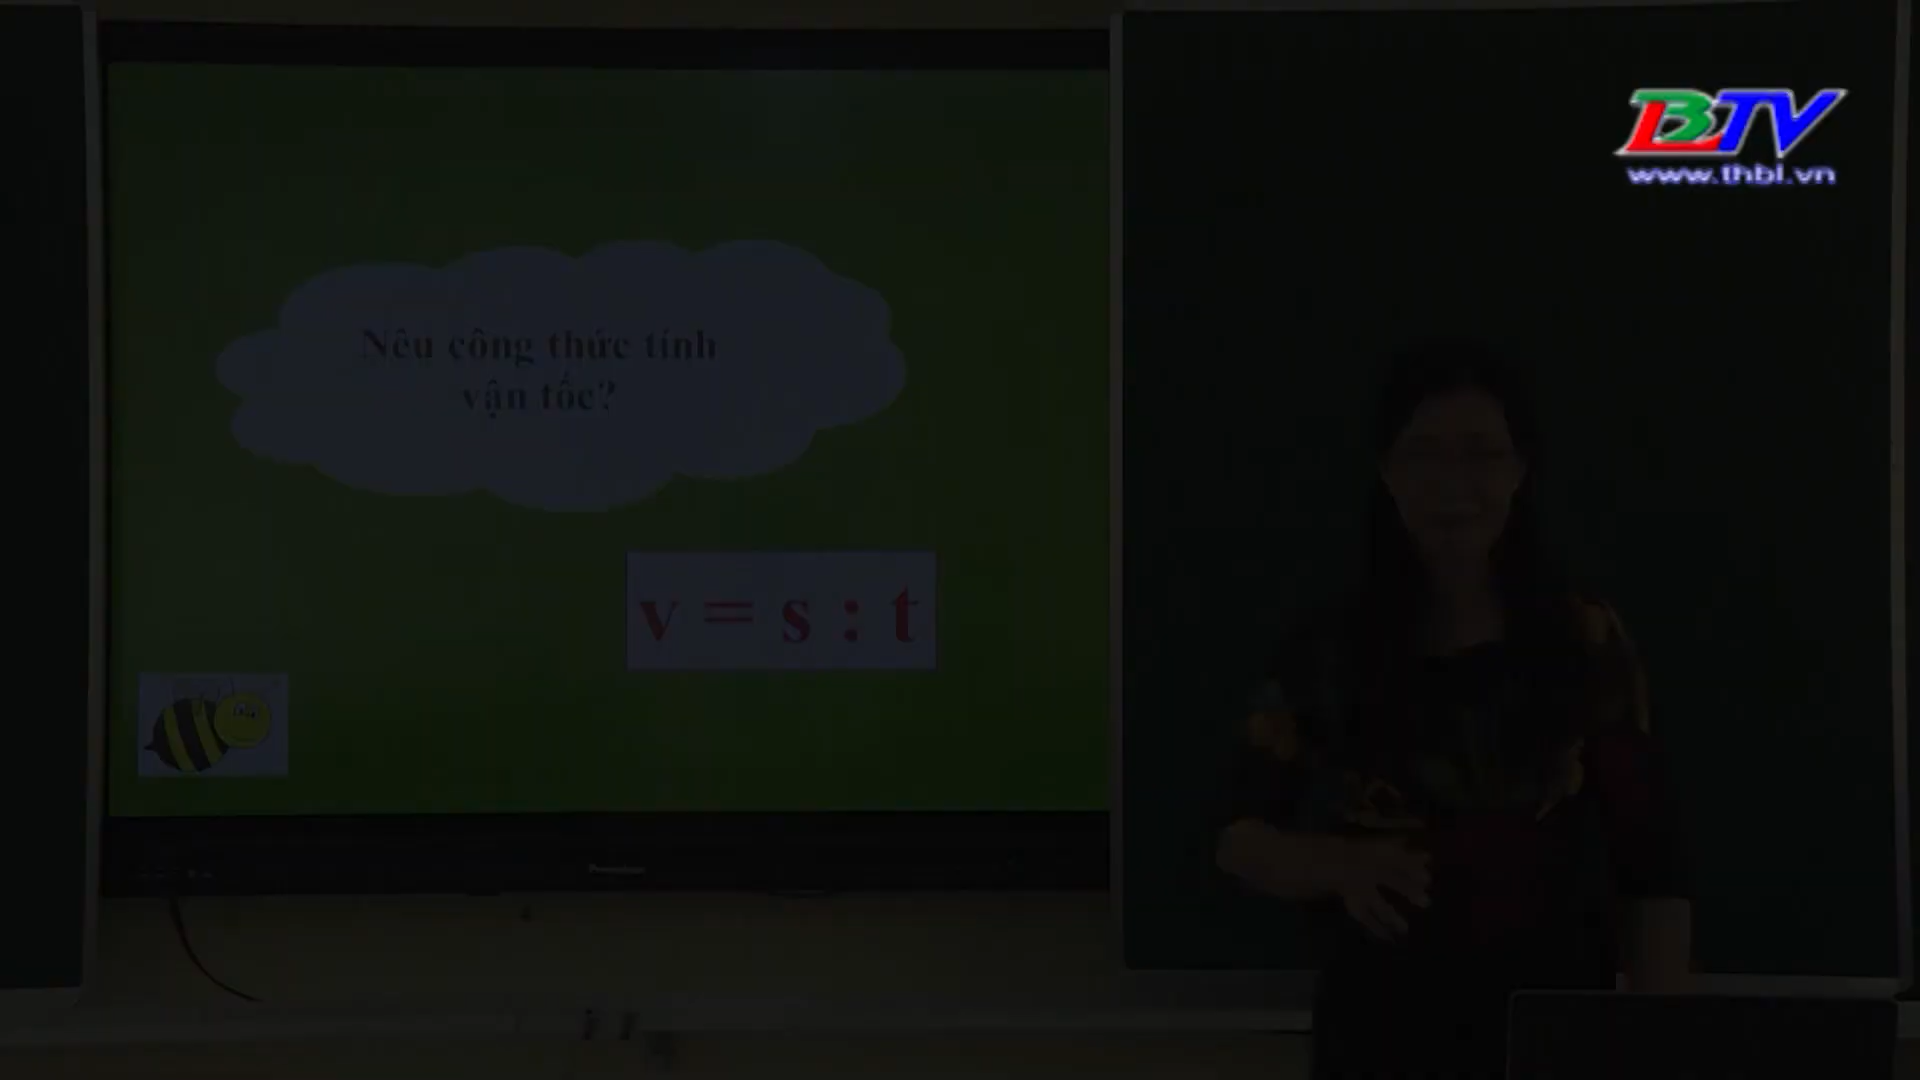 BTV
www.thbl.vn
Nêu công thức tính
vận tốc?
v = s : t